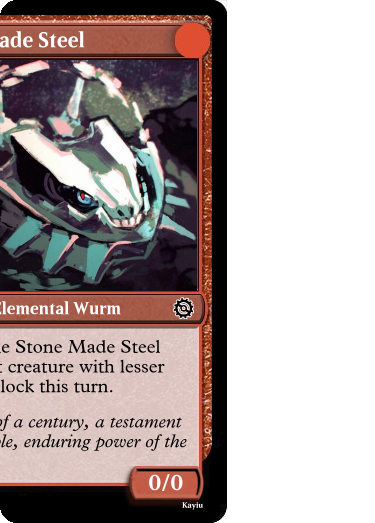 ade Steel
Elemental Wurm
e Stone Made Steel
t creature with lesser
lock this turn.
of a century, a testament
le, enduring power of the
0/0
Kayiu